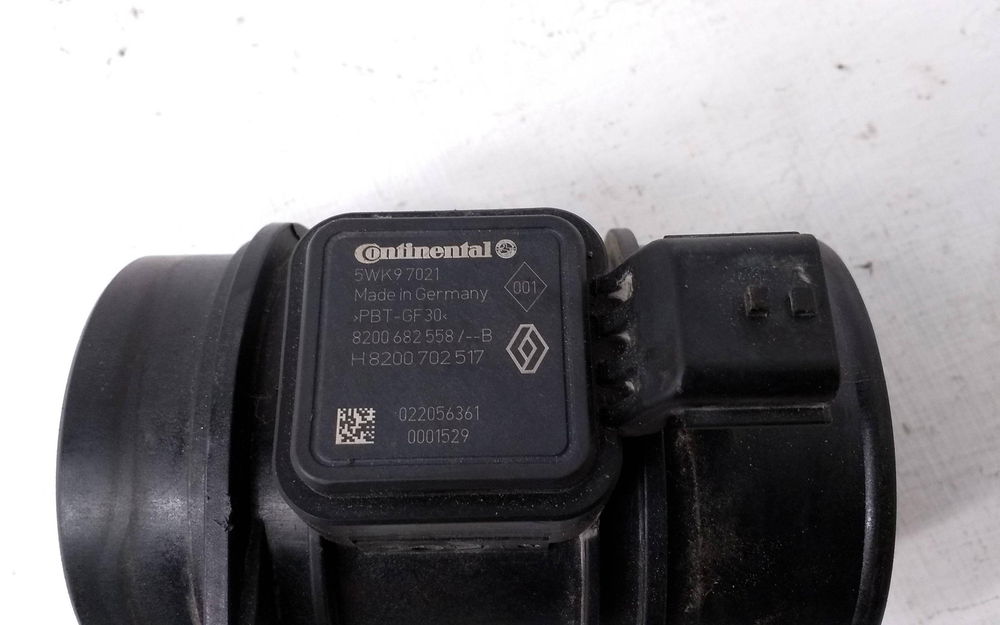 Continental
5WK9 7021
Made in Germany
001
>PBT-GF30<
8200 682 558 / --B
H 8200 702 517
022056361
0001529